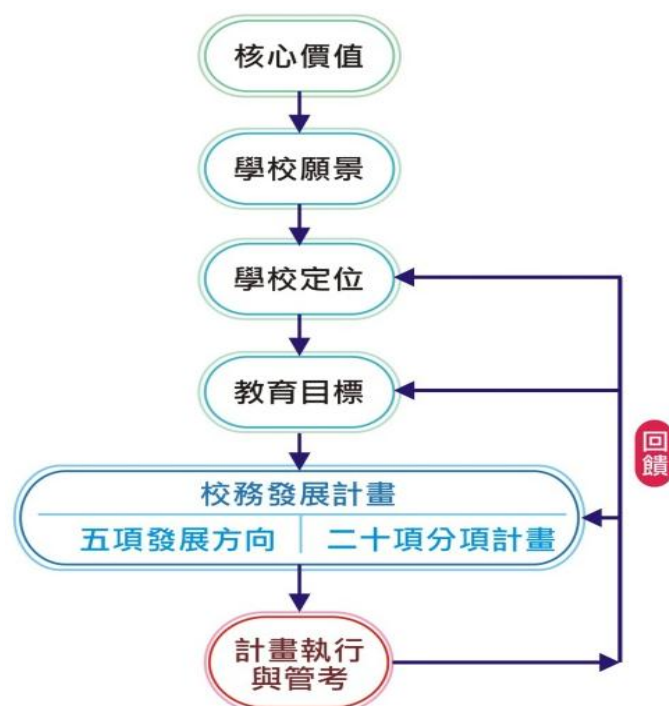 核心價值
學校願景
學校定位
教育目標
回饋
校務發展計畫
五項發展方向
二十項分項計畫
計畫執行
與管考